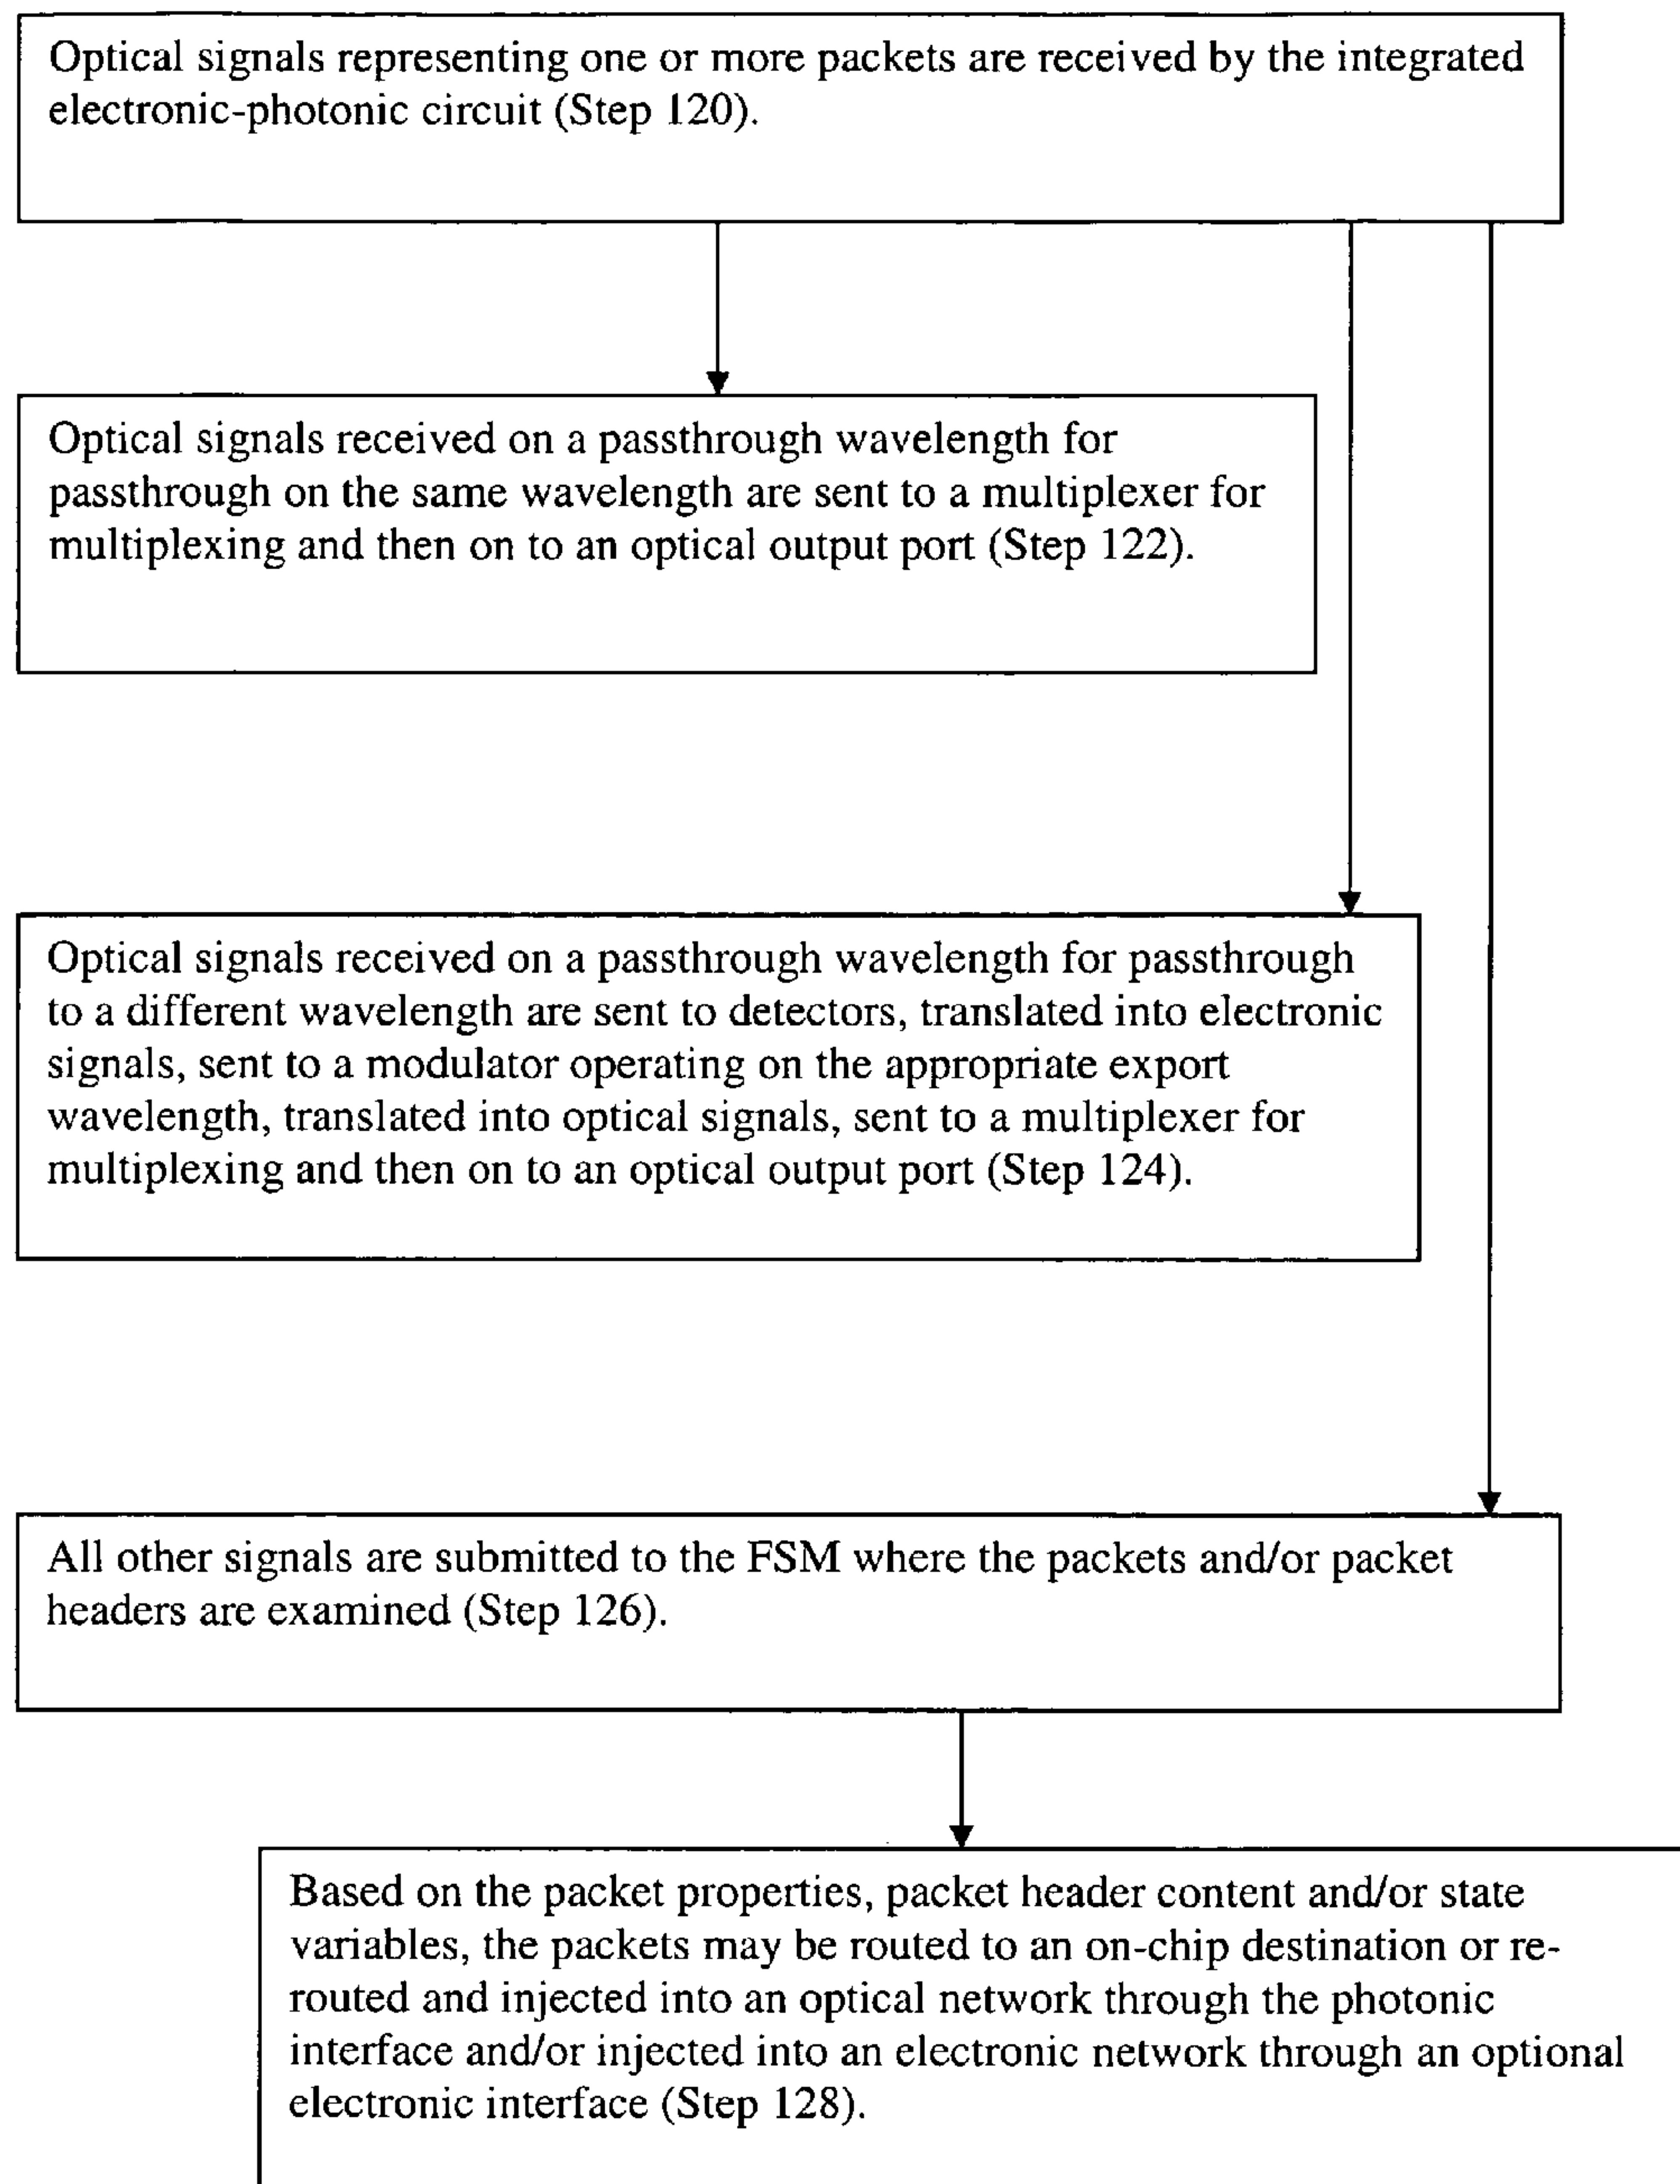 Optical signals representing one or more packets are received by the integrated
electronic-photonic circuit (Step 120).
Optical signals received on a passthrough wavelength for
passthrough on the same wavelength are sent to a multiplexer for
multiplexing and then on to an optical output port (Step 122).
Optical signals received on a passthrough wavelength for passthrough
to a different wavelength are sent to detectors, translated into electronic
signals, sent to a modulator operating on the appropriate export
wavelength, translated into optical signals, sent to a multiplexer for
multiplexing and then on to an optical output port (Step 124).
All other signals are submitted to the FSM where the packets and/or packet
headers are examined (Step 126).
Based on the packet properties, packet header content and/or state
variables, the packets may be routed to an on-chip destination or re-
routed and injected into an optical network through the photonic
interface and/or injected into an electronic network through an optional
electronic interface (Step 128).